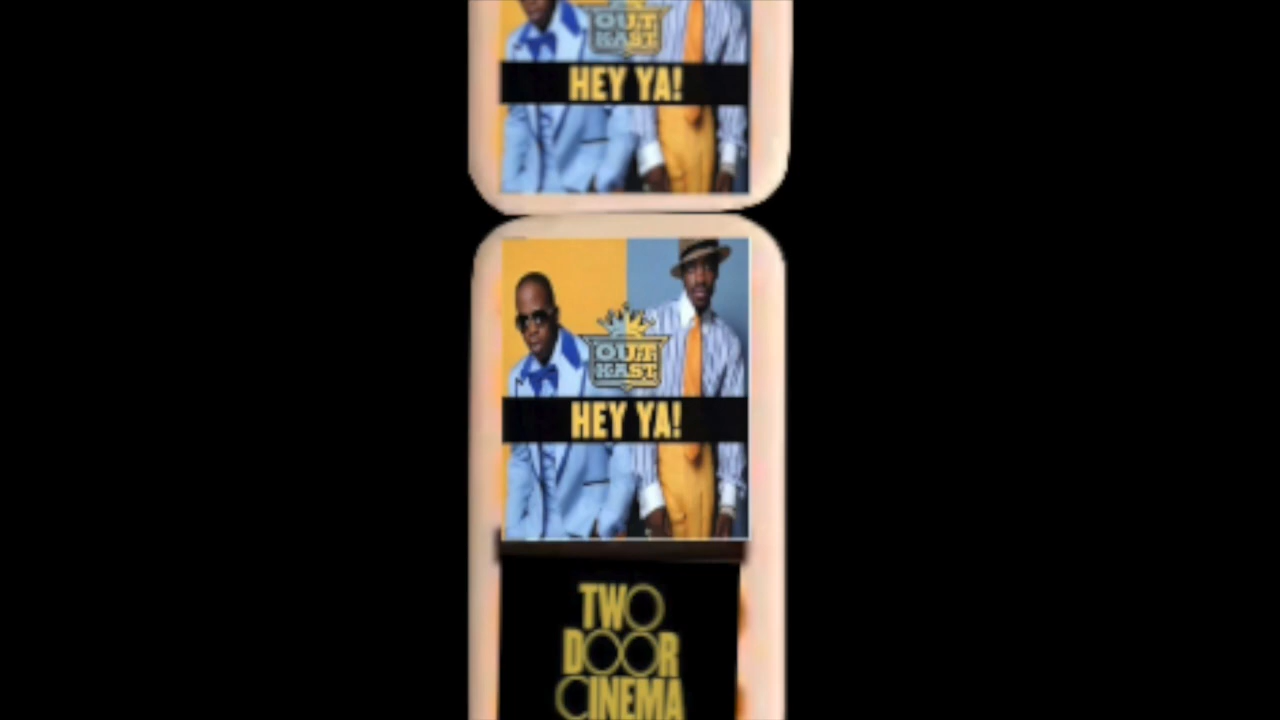 OUT
KAST
HEY YA!
OUT
KAST
HEY YA!
TWO
DOOR
CINEMA